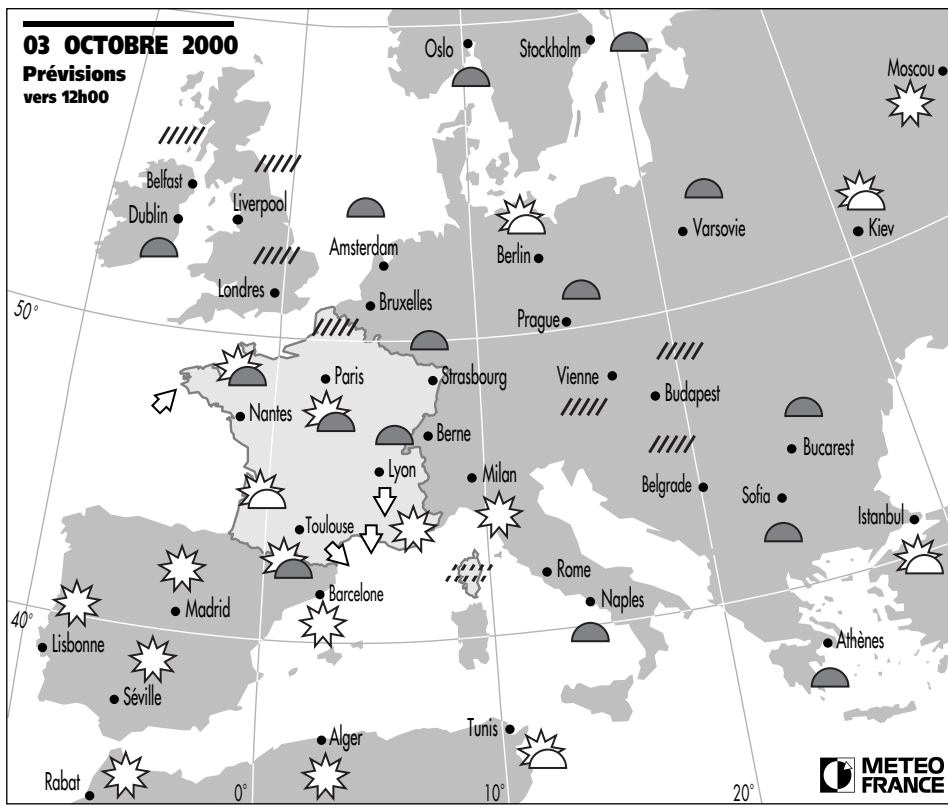 03 OCTOBRE 2000
Prévisions
vers 12h00
Oslo
Stockholm
Moscou
Belfast
Dublin
Liverpool
Amsterdam
Berlin
Varsovie
Kiev
Londres
Bruxelles
Prague
50°
Paris
Strasbourg
Vienne
Budapest
Nantes
Berne
Bucarest
Lyon
Milan
Belgrade
Sofia
Istanbul
Toulouse
Rome
Madrid
Barcelone
Naples
40°
Lisbonne
Athènes
Séville
Tunis
Alger
Rabat
0°
10°
20°
METEO
FRANCE